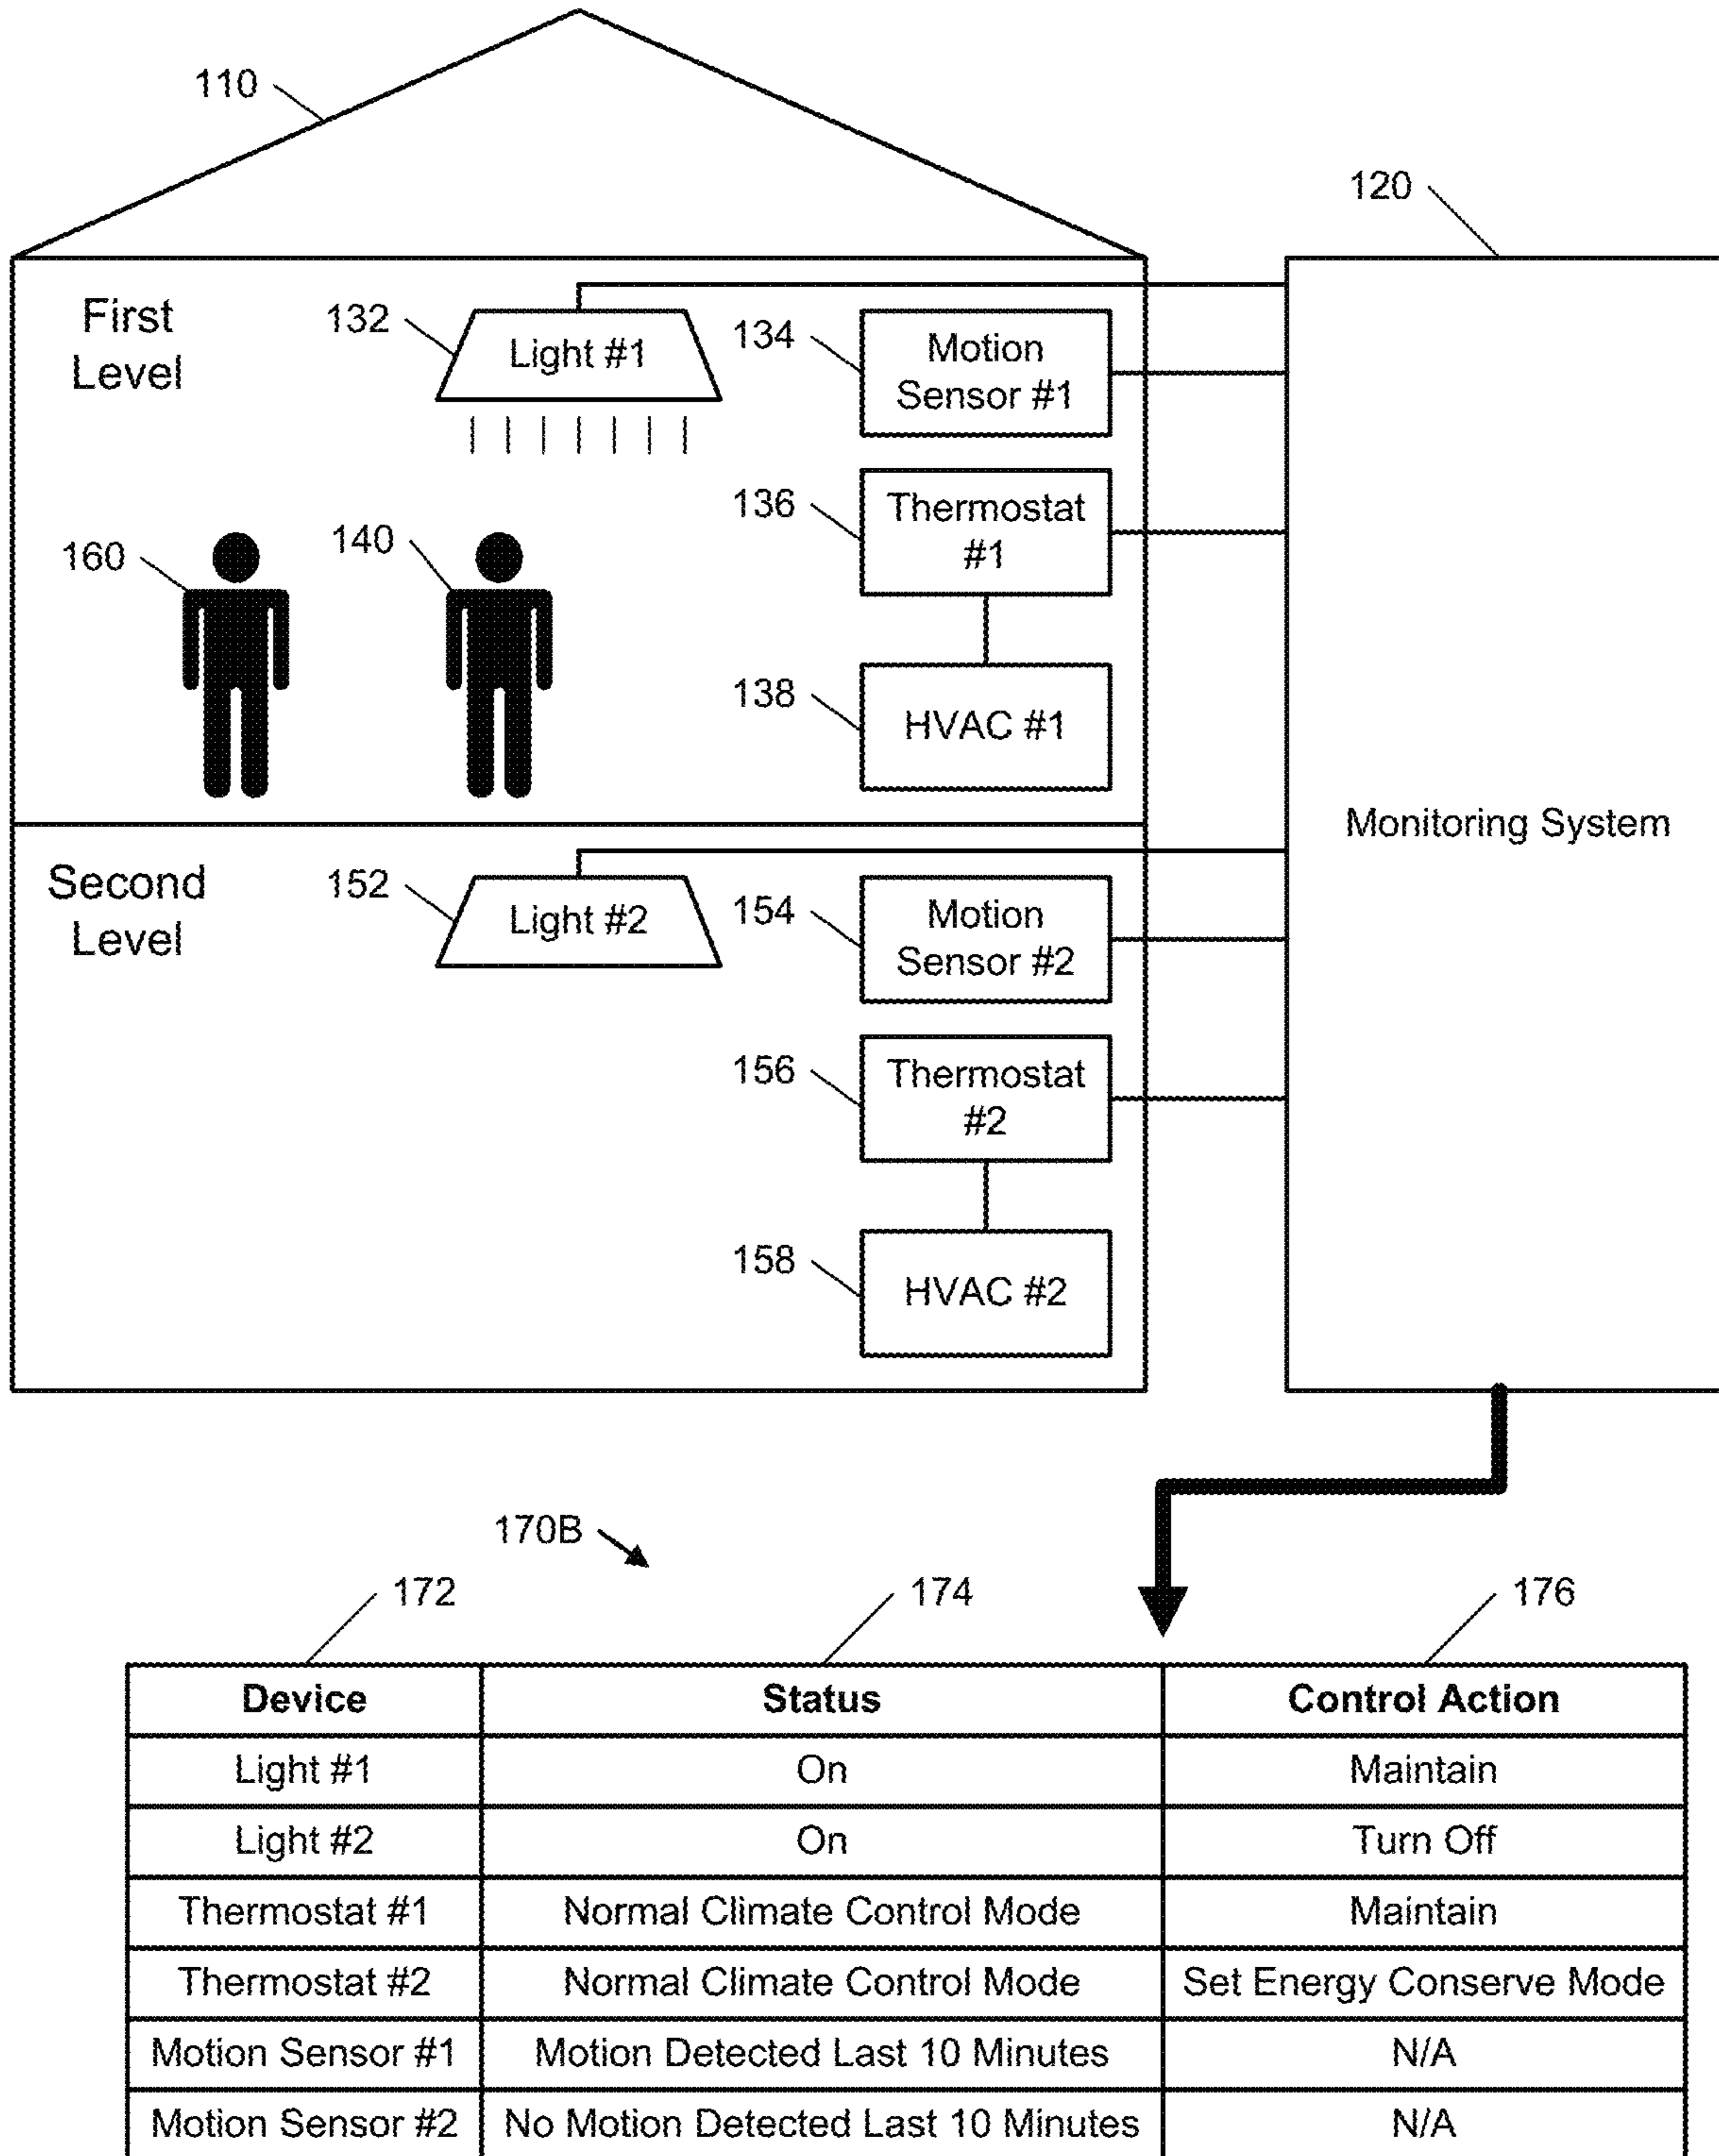 110
120
First
Level
132
Light #1
134
Motion
Sensor #1
136
Thermostat
#1
160
140
138
HVAC #1
Monitoring System
Second
Level
152
Light #2
154
Motion
Sensor #2
156
Thermostat
#2
158
HVAC #2
170B
172
174
176
Device Status Control Action
Light #1 On Maintain
Light #2 On Turn Off
Thermostat #1 Normal Climate Control Mode Maintain
Thermostat #2 Normal Climate Control Mode Set Energy Conserve Mode
Motion Sensor #1 Motion Detected Last 10 Minutes N/A
Motion Sensor #2 No Motion Detected Last 10 Minutes N/A